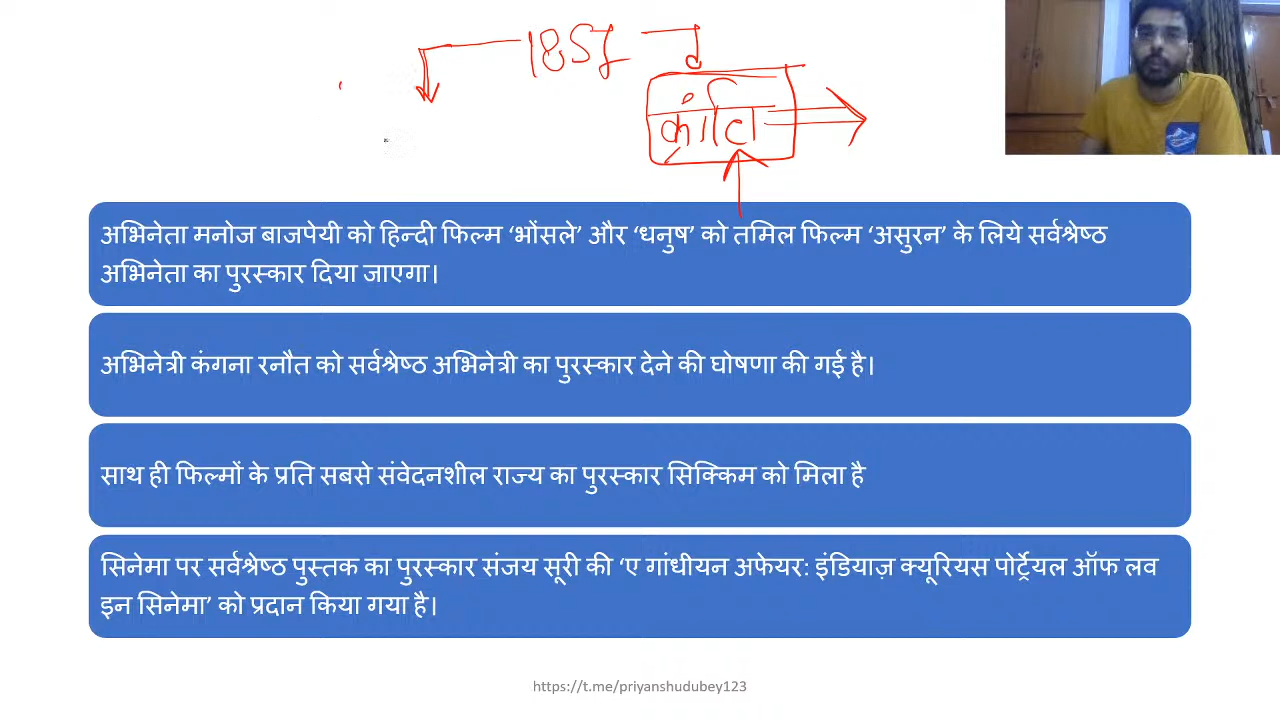 1857
क्रांति
अभिनेता मनोज बाजपेयी को हिन्दी फिल्म ‘भोंसले’ और ‘धनुष’ को तमिल फिल्म ‘असुरन’ के लिये सर्वश्रेष्ठ
अभिनेता का पुरस्कार दिया जाएगा।
अभिनेत्री कंगना रनौत को सर्वश्रेष्ठ अभिनेत्री का पुरस्कार देने की घोषणा की गई है।
साथ ही फिल्मों के प्रति सबसे संवेदनशील राज्य का पुरस्कार सिक्किम को मिला है
सिनेमा पर सर्वश्रेष्ठ पुस्तक का पुरस्कार संजय सूरी की ‘ए गांधीयन अफेयर: इंडियाज़ क्यूरियस पोर्ट्रेयल ऑफ लव
इन सिनेमा’ को प्रदान किया गया है।
https://t.me/priyanshudubey123